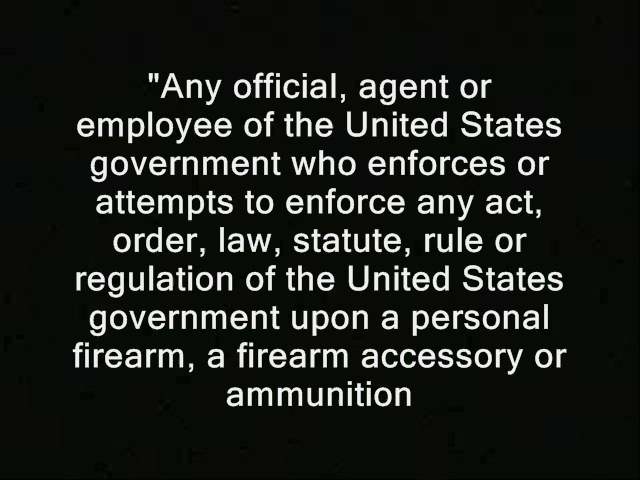 "Any official, agent or
employee of the United States
government who enforces or
attempts to enforce any act,
order, law, statute, rule or
regulation of the United States
government upon a personal
firearm, a firearm accessory or
ammunition